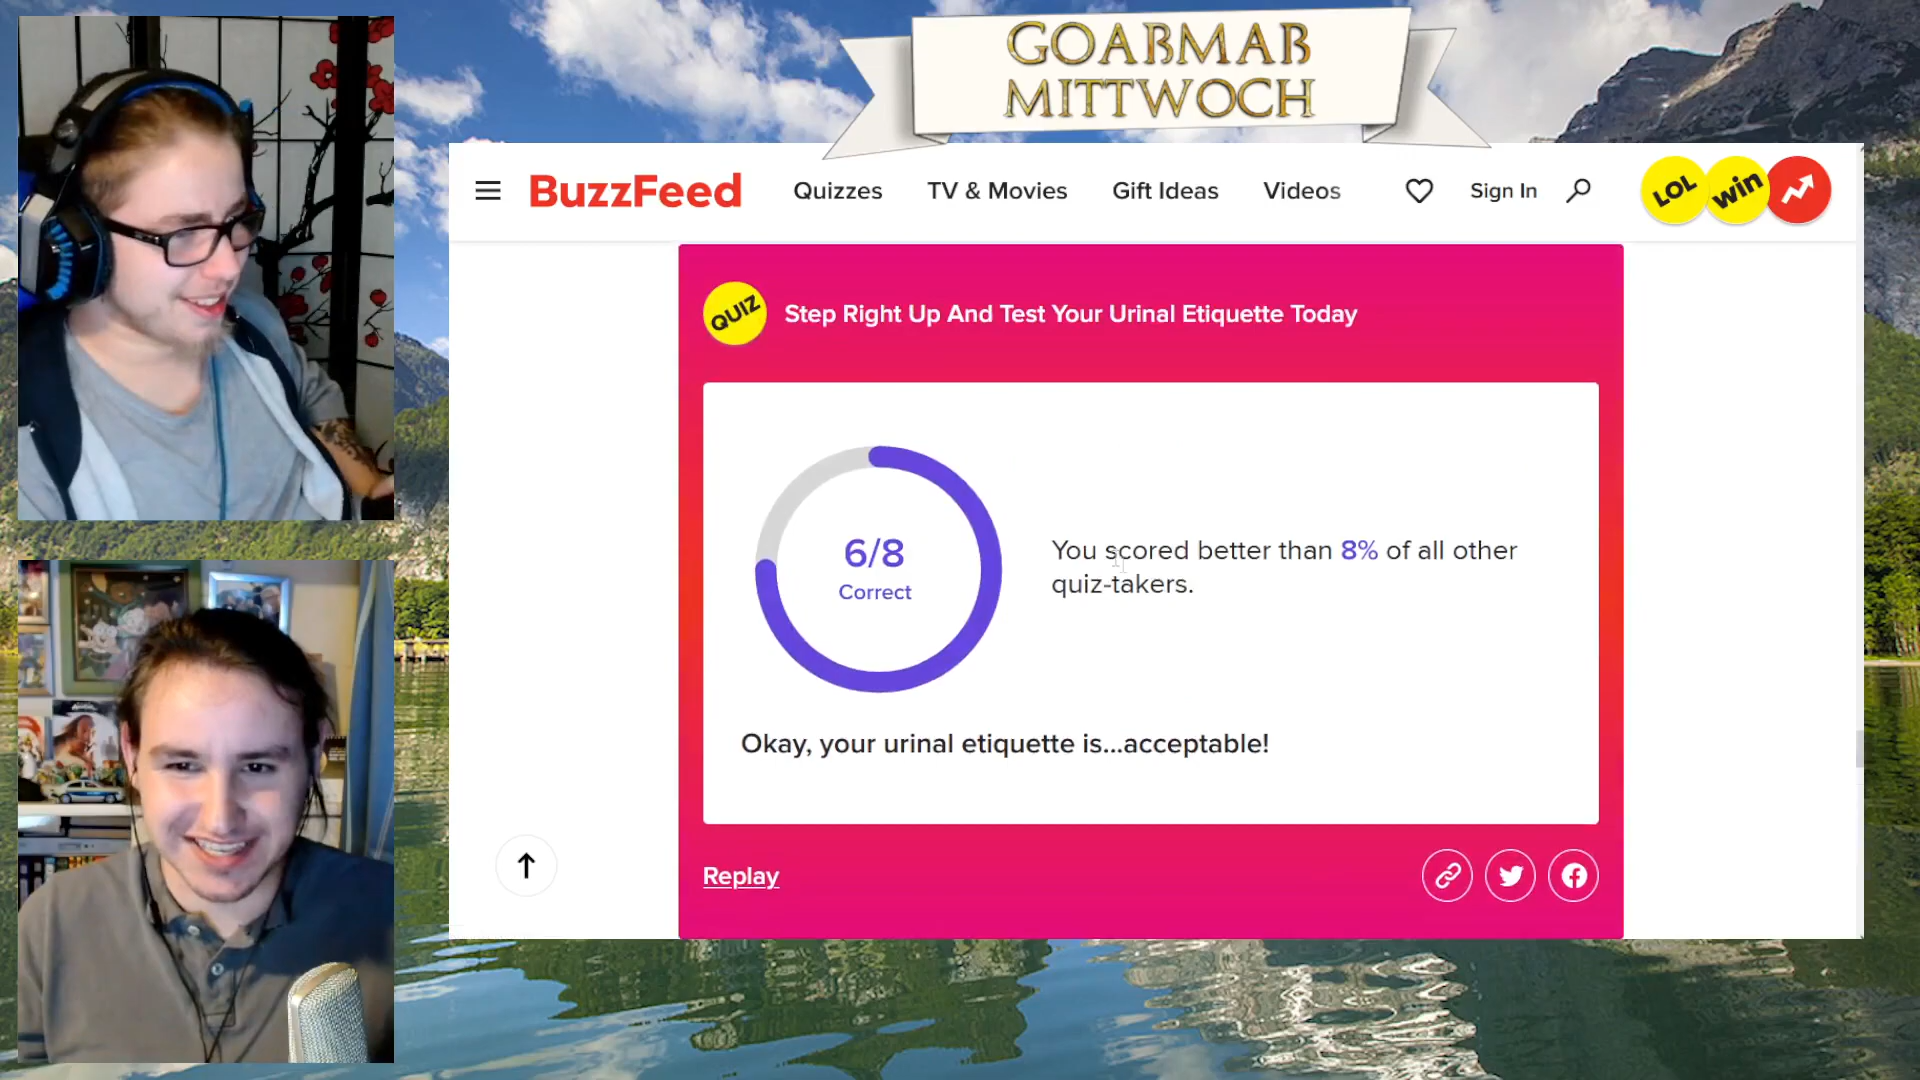 GOABMAB
MITTWOCH
BuzzFeed Quizzes TV & Movies Gift Ideas Videos Sign In LOL win
QUIZ Step Right Up And Test Your Urinal Etiquette Today
6/8
Correct
You scored better than 8% of all other
quiz-takers.
Okay, your urinal etiquette is...acceptable!
Replay